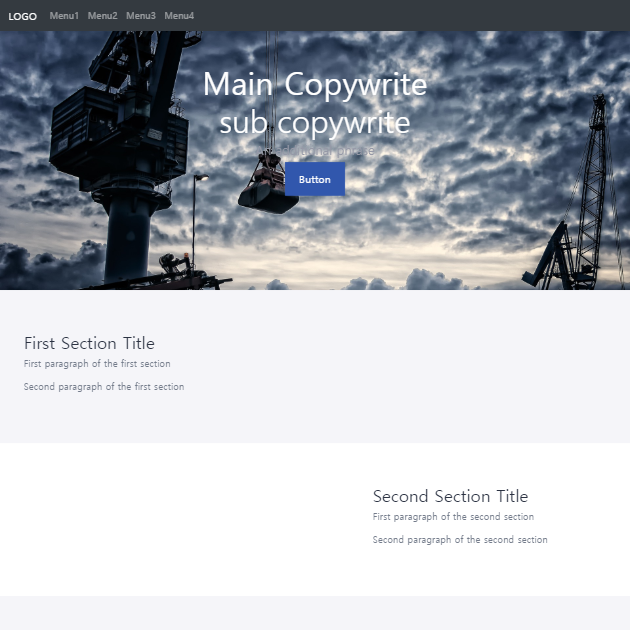 LOGO Menu1 Menu2 Menu3 Menu4
Main Copywrite
sub copywrite
Button
First Section Title
First paragraph of the first section
Second paragraph of the first section
Second Section Title
First paragraph of the second section
Second paragraph of the second section